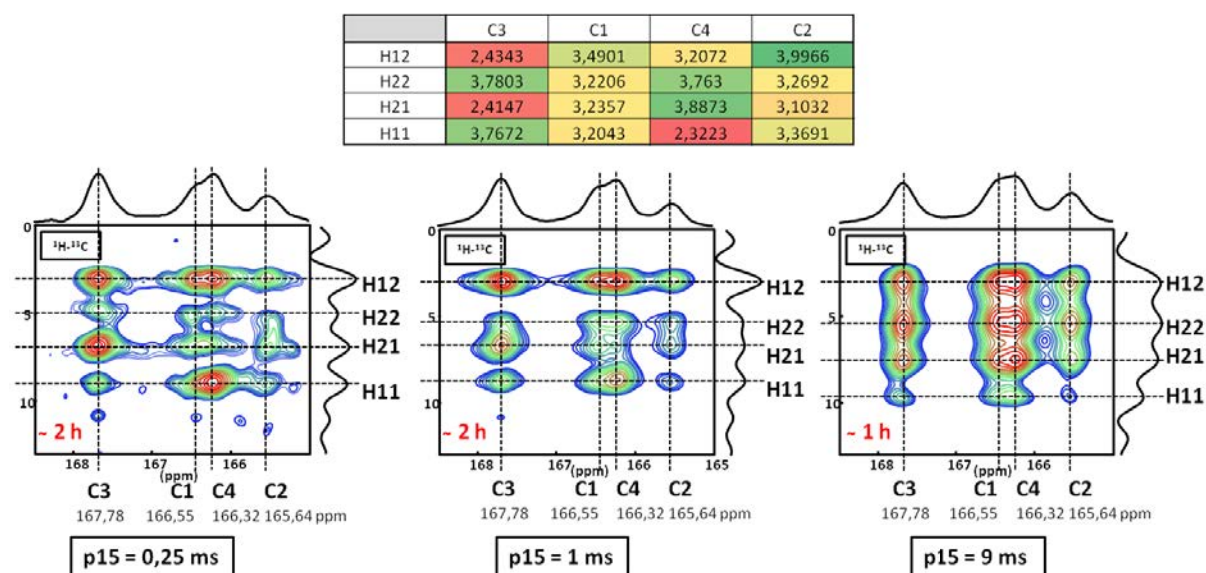 C3 C1 C4 C2
H12 2,4343 3,4901 3,2072 3,9966
H22 3,7803 3,2206 3,763 3,2692
H21 2,4147 3,2357 3,8873 3,1032
H11 3,7672 3,2043 2,3223 3,3691
0
¹H-¹³C
H12
5
H22
H21
H11
10
~ 2 h
168 167 166
(ppm)
C3 C1 C4 C2
167,78 166,55 166,32 165,64 ppm
p15 = 0,25 ms
0
¹H-¹³C
H12
5
H22
H21
H11
10
~ 2 h
168 167 166 165
(ppm)
C3 C1 C4 C2
167,78 166,55 166,32 165,64 ppm
p15 = 1 ms
0
¹H-¹³C
H12
5
H22
H21
H11
10
~ 1 h
168 167 166
(ppm)
C3 C1 C4 C2
167,78 166,55 166,32 165,64 ppm
p15 = 9 ms